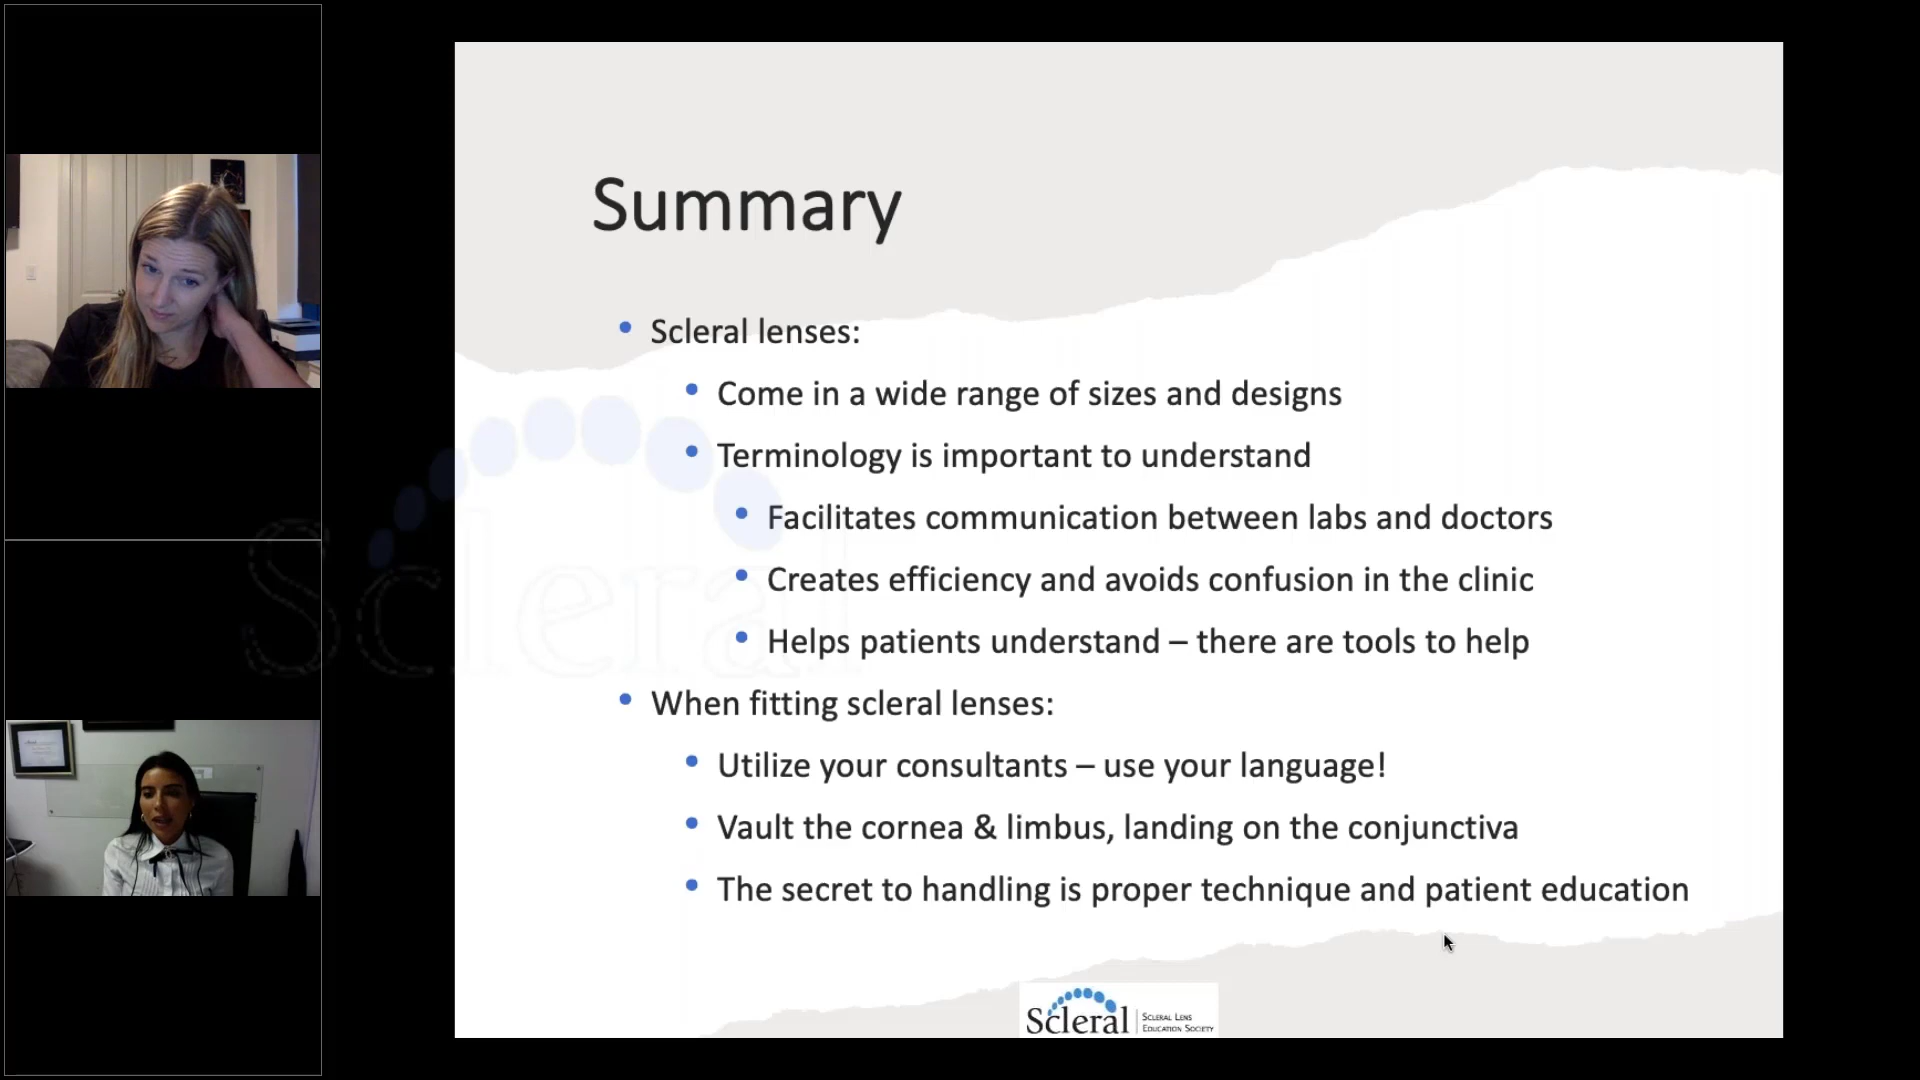 Summary
Scleral lenses:
Come in a wide range of sizes and designs
Terminology is important to understand
Facilitates communication between labs and doctors
Creates efficiency and avoids confusion in the clinic
Helps patients understand – there are tools to help
When fitting scleral lenses:
Utilize your consultants – use your language!
Vault the cornea & limbus, landing on the conjunctiva
The secret to handling is proper technique and patient education
Scleral
Scleral
SCLERAL LENS
EDUCATION SOCIETY